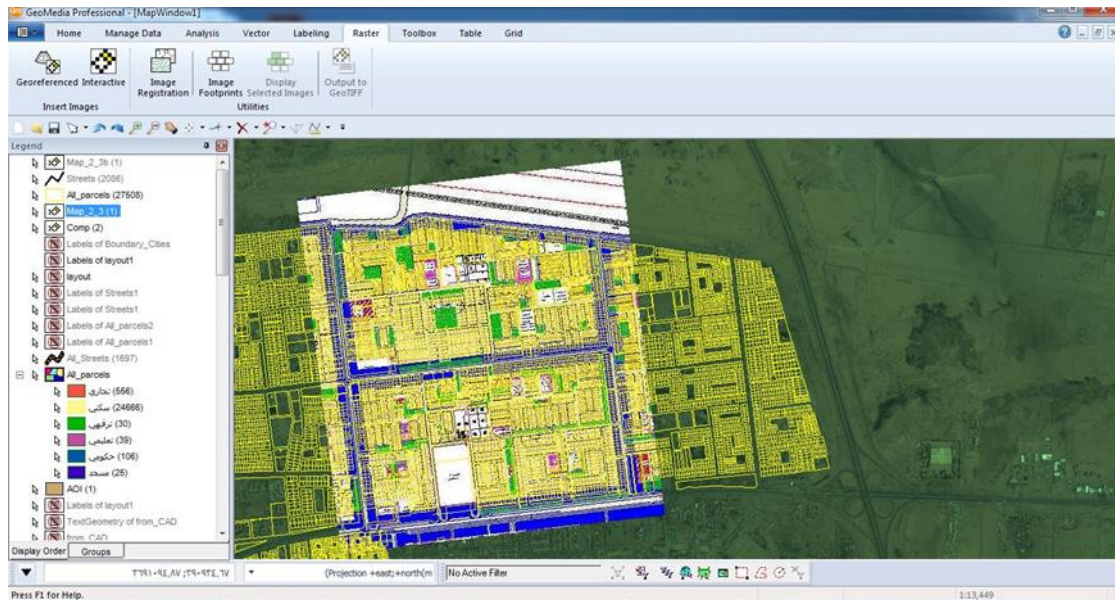 GeoMedia Professional - [MapWindow1]
Home Manage Data Analysis Vector Labeling Raster Toolbox Table Grid
Georeferenced Interactive Image Registration Image Footprints Display Selected Images Output to GeoTIFF
Insert Images Utilities
Legend
Map_2_3b (1)
Streets (2086)
All_parcels (27608)
Map_2_3 (1)
Comp (2)
Labels of Boundary_Cities
Labels of layout1
layout
Labels of Streets1
Labels of Streets1
Labels of All_parcels2
Labels of All_parcels1
All_Streets (1697)
All_parcels
تجاري (556)
سكني (24666)
ترفيهي (30)
تعليمي (39)
حكومي (106)
مسجد (25)
AOI (1)
Labels of layout1
TextGeometry of from_CAD
from_CAD
Display Order Groups
(Projection +east;+north(m No Active Filter
Press F1 for Help. 1:13,449